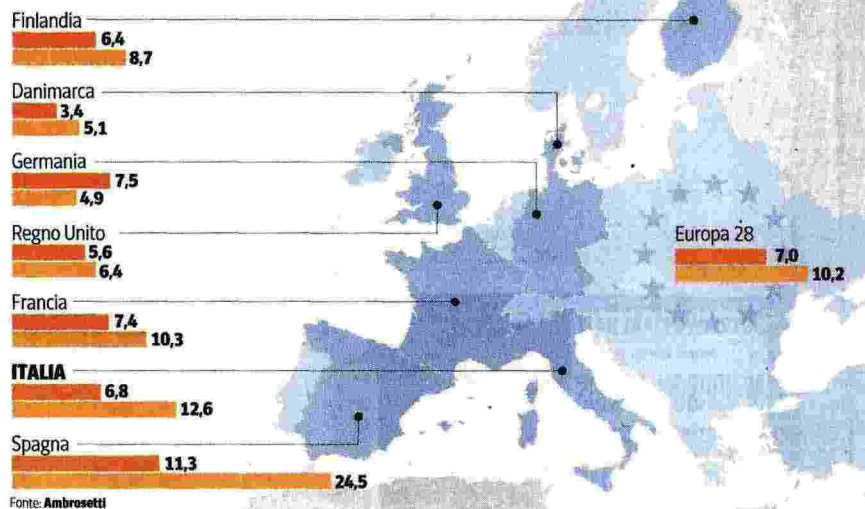 Finlandia
6,4
8,7
Danimarca
3,4
5,1
Germania
7,5
4,9
Regno Unito
5,6
6,4
Europa 28
7,0
10,2
Francia
7,4
10,3
ITALIA
6,8
12,6
Spagna
11,3
24,5
Fonte: Ambrosetti